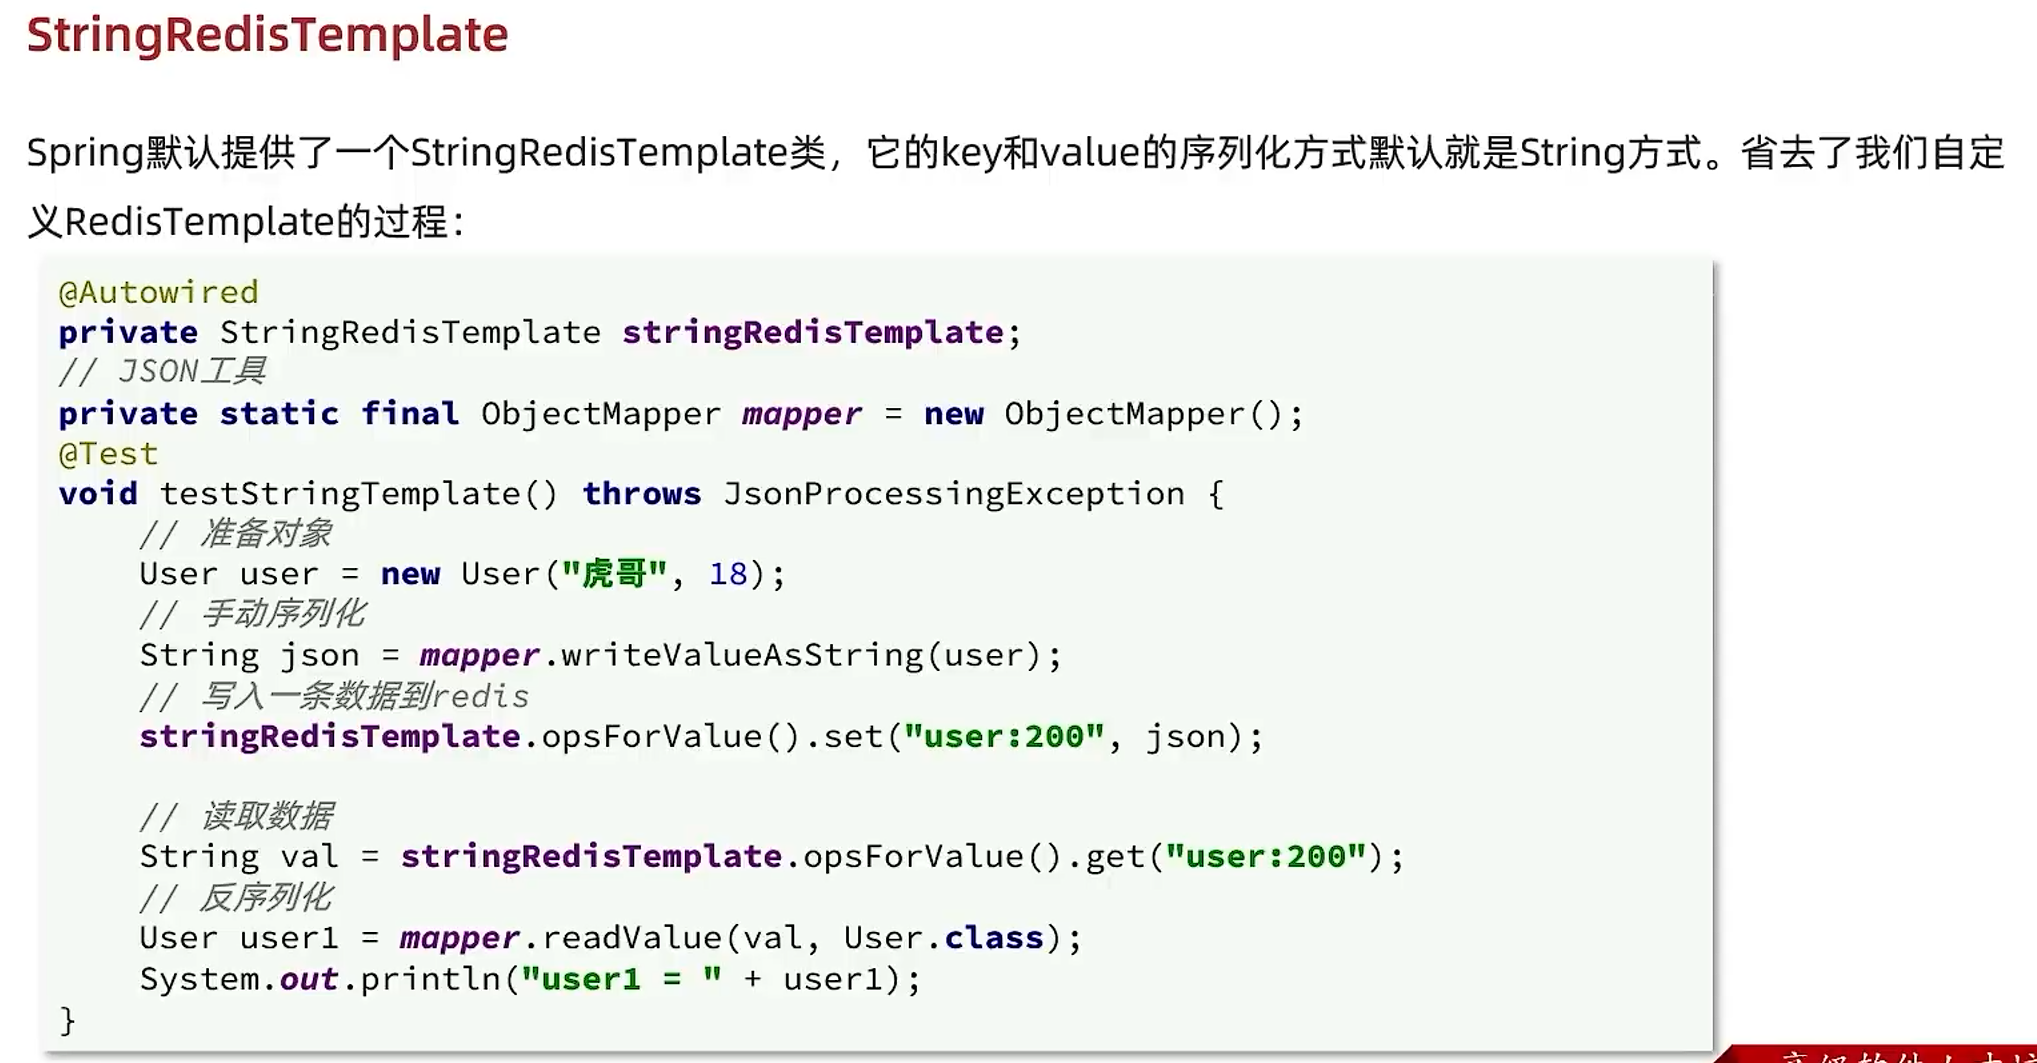 StringRedisTemplate
Spring默认提供了一个StringRedisTemplate类，它的key和value的序列化方式默认就是String方式。省去了我们自定
义RedisTemplate的过程：
@Autowired
private StringRedisTemplate stringRedisTemplate;
// JSON工具
private static final ObjectMapper mapper = new ObjectMapper();
@Test
void testStringTemplate() throws JsonProcessingException {
    // 准备对象
    User user = new User("虎哥", 18);
    // 手动序列化
    String json = mapper.writeValueAsString(user);
    // 写入一条数据到redis
    stringRedisTemplate.opsForValue().set("user:200", json);
    // 读取数据
    String val = stringRedisTemplate.opsForValue().get("user:200");
    // 反序列化
    User user1 = mapper.readValue(val, User.class);
    System.out.println("user1 = " + user1);
}